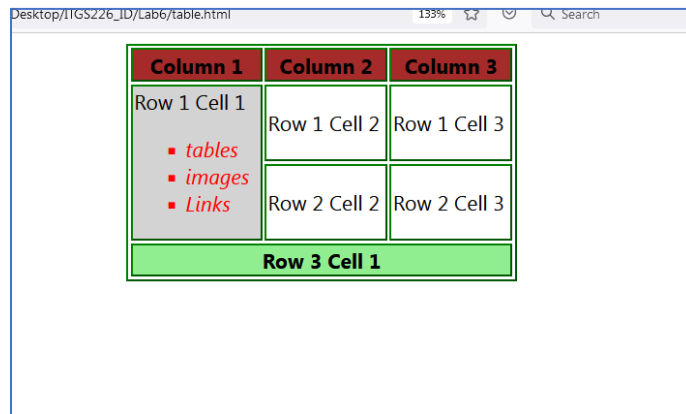 Desktop/ITGS226_ID/Lab6/table.html 133% Search
Column 1 Column 2 Column 3
Row 1 Cell 1
Row 1 Cell 2 Row 1 Cell 3
tables
images
Links
Row 2 Cell 2 Row 2 Cell 3
Row 3 Cell 1